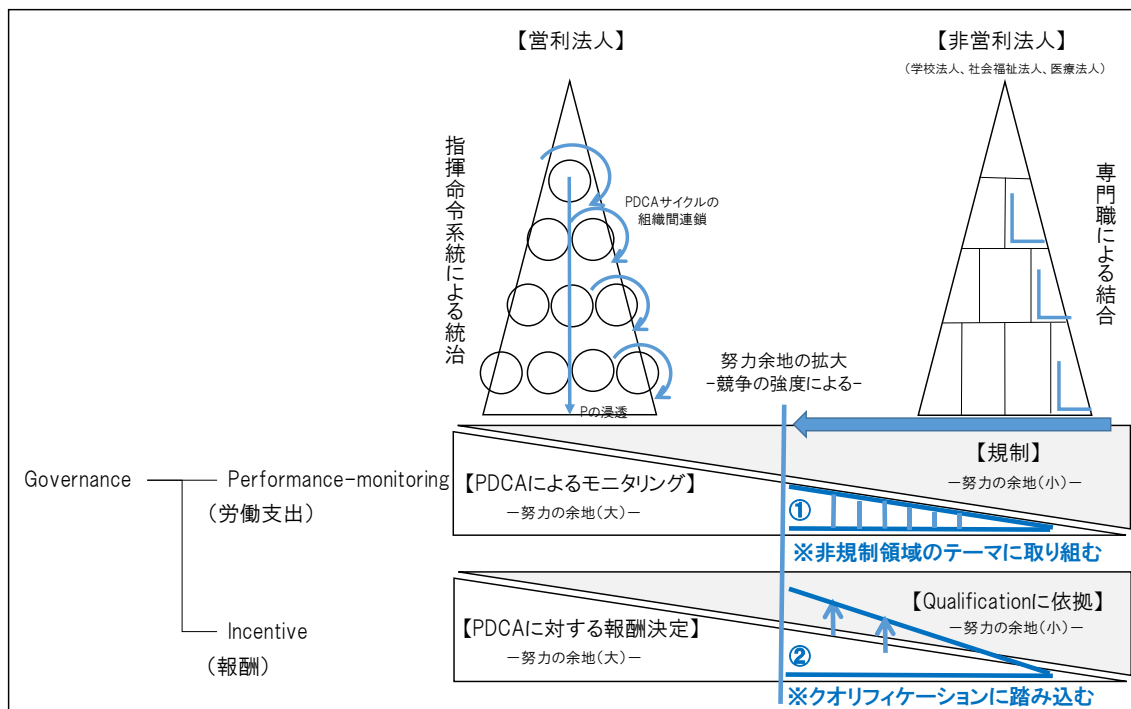 【営利法人】
【非営利法人】
（学校法人、社会福祉法人、医療法人）
指揮命令系統による統治
PDCAサイクルの
組織間連鎖
専門職による結合
努力余地の拡大
-競争の強度による-
Pの浸透
【規制】
－努力の余地（小）－
Governance
Performance-monitoring
（労働支出）
【PDCAによるモニタリング】
－努力の余地（大）－
①
※非規制領域のテーマに取り組む
【Qualificationに依拠】
－努力の余地（小）－
Incentive
（報酬）
【PDCAに対する報酬決定】
－努力の余地（大）－
②
※クオリフィケーションに踏み込む